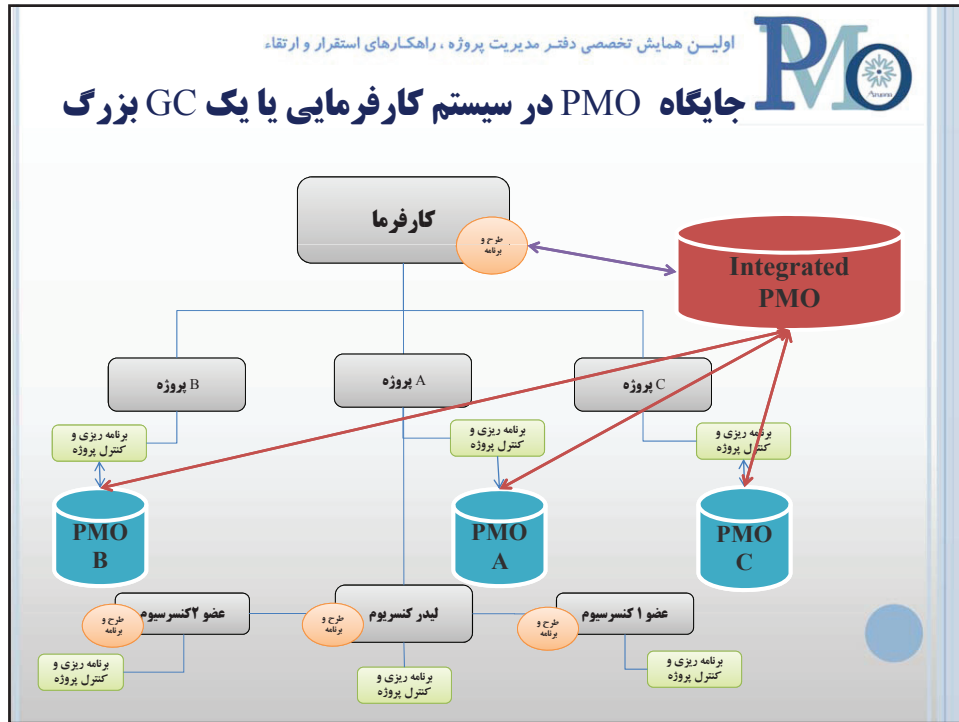 اولیــن همایش تخصصی دفتـر مدیریت پروژه ، راهکـارهای استقرار و ارتقاء
PMO
جایگاه PMO در سیستم کارفرمایی یا یک GC بزرگ
کارفرما
طرح و
برنامه
Integrated
PMO
پروژه B
پروژه A
پروژه C
برنامه ریزی و
کنترل پروژه
برنامه ریزی و
کنترل پروژه
برنامه ریزی و
کنترل پروژه
PMO
B
PMO
A
PMO
C
عضو ۲کنسرسیوم
طرح و
برنامه
لیدر کنسریوم
طرح و
برنامه
عضو ۱ کنسرسیوم
طرح و
برنامه
برنامه ریزی و
کنترل پروژه
برنامه ریزی و
کنترل پروژه
برنامه ریزی و
کنترل پروژه